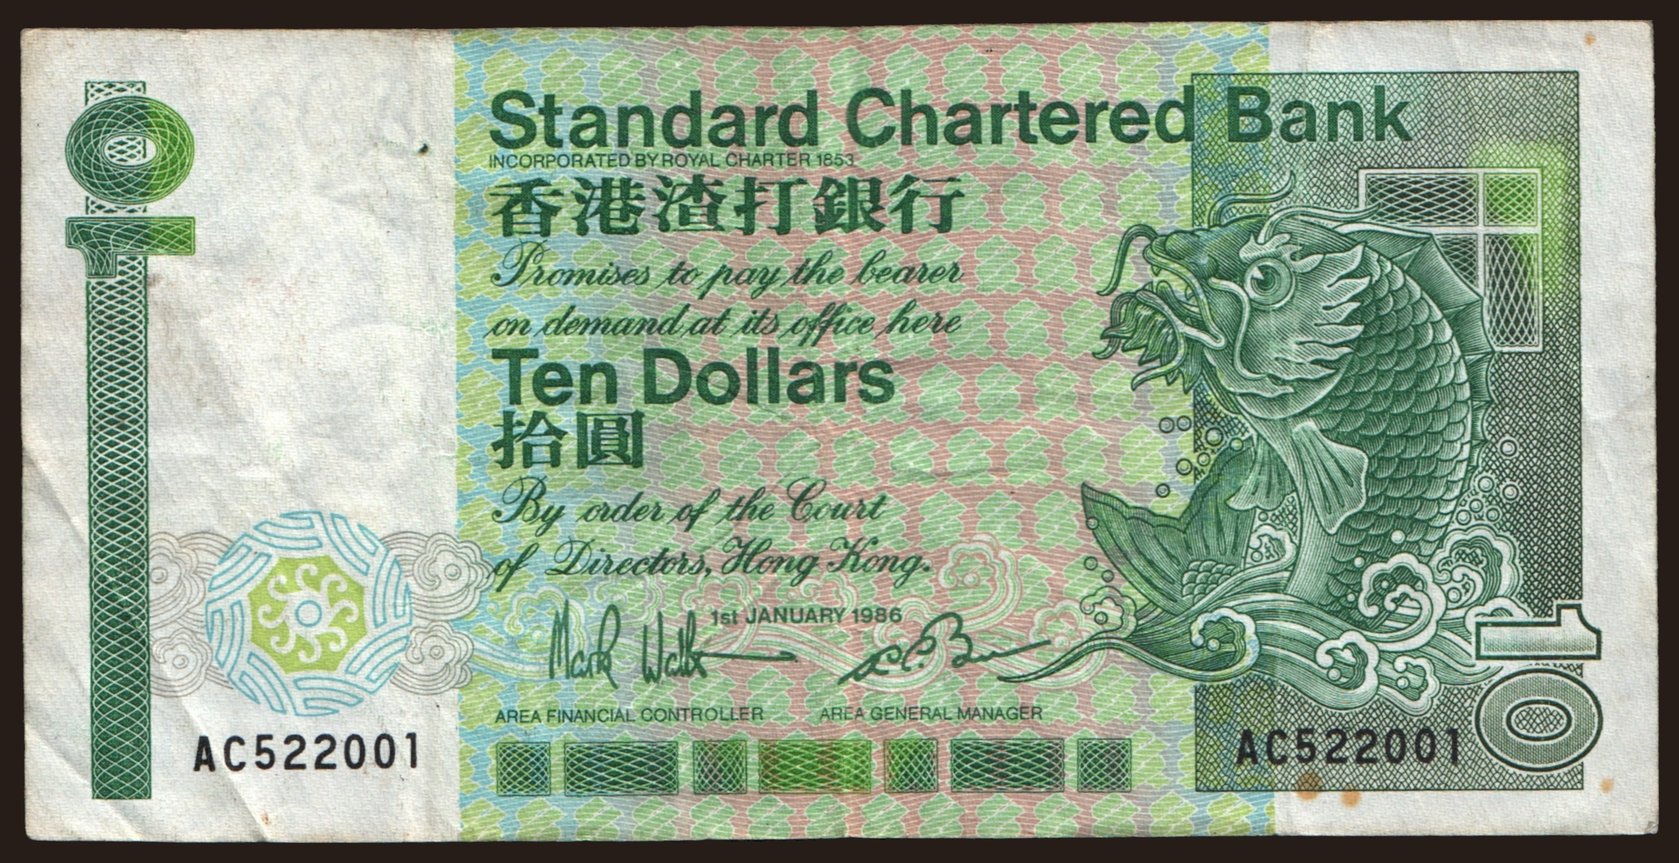 10
Standard Chartered Bank
INCORPORATED BY ROYAL CHARTER 1853
香港渣打銀行
Promises to pay the bearer
on demand at its office here
Ten Dollars
拾圓
By order of the Court
of Directors, Hong Kong.
1st JANUARY 1986
AREA FINANCIAL CONTROLLER AREA GENERAL MANAGER
AC522001 AC522001
10